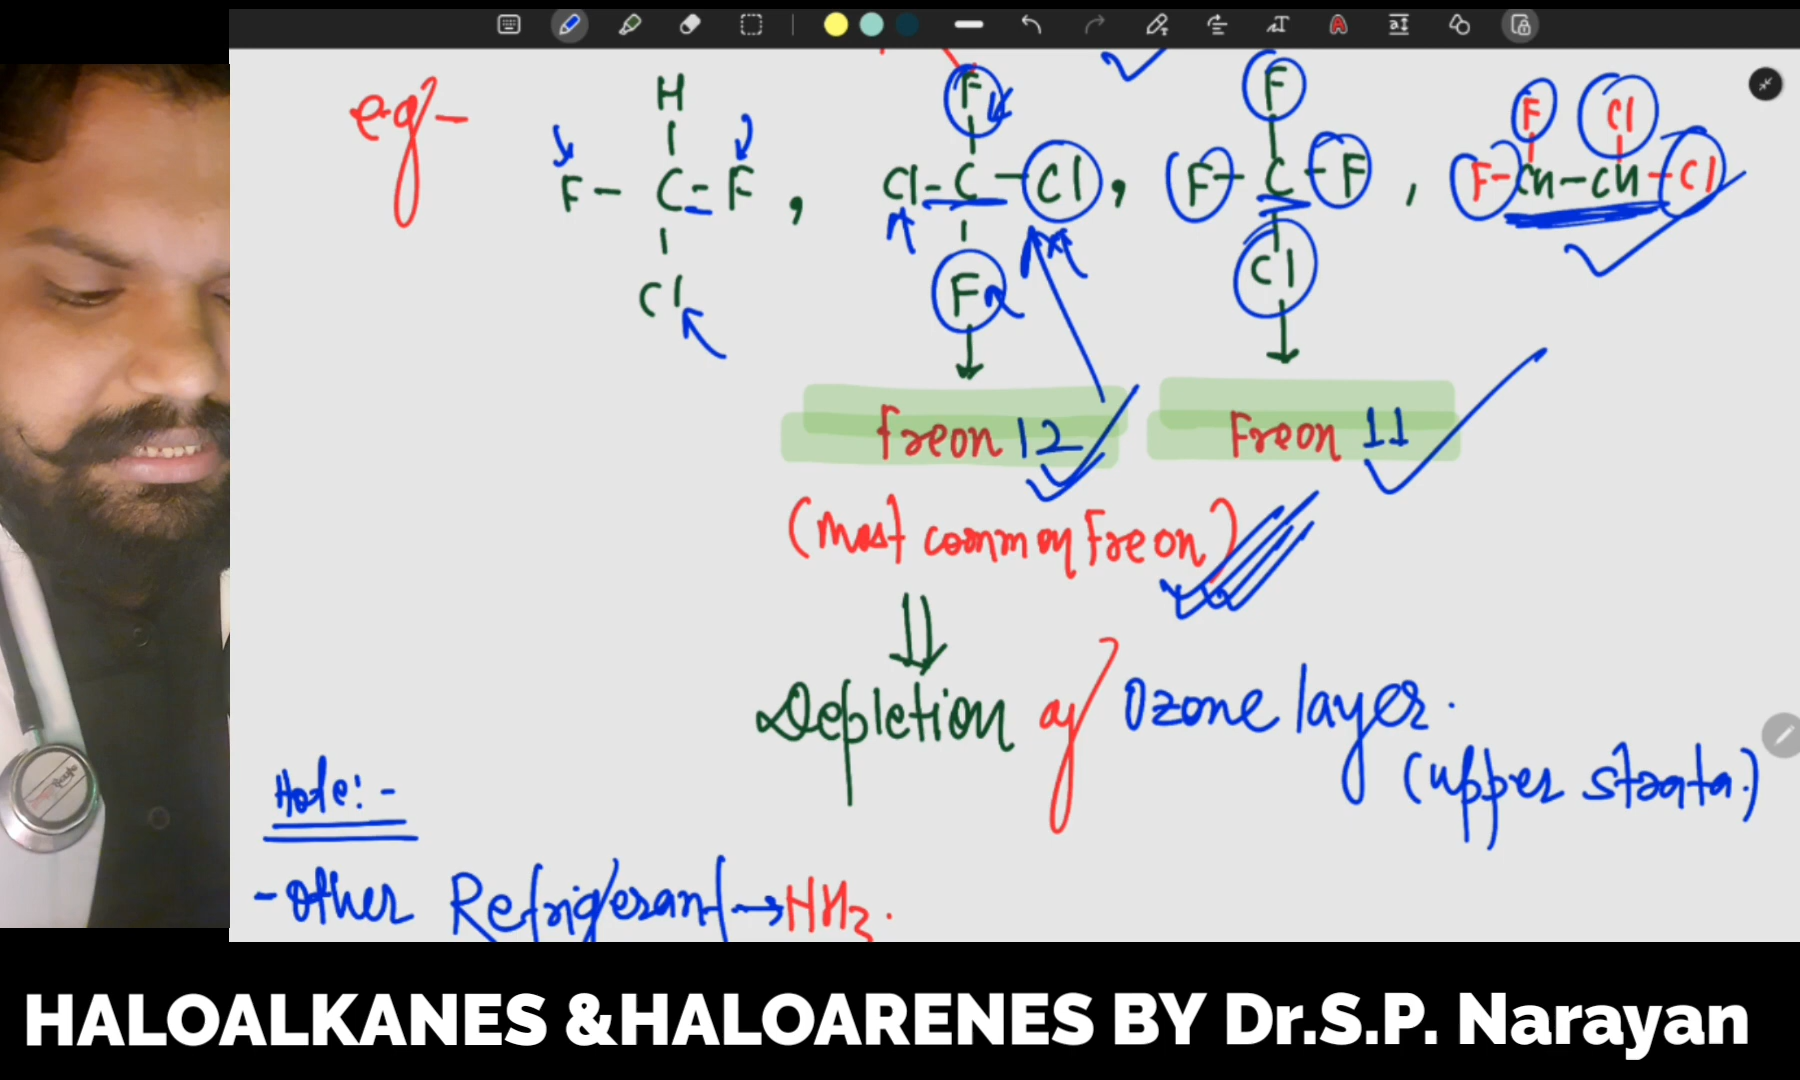 eg-
H F F F Cl
F - C - F , Cl - C - Cl , F - C - F , F - CH - CH - Cl
Cl F Cl
Freon 12 Freon 11
(Most common Freon)
Depletion of Ozone layer.
(upper strata.)
Note:-
- other Refrigerant → NH3.
HALOALKANES &HALOARENES BY Dr.S.P. Narayan